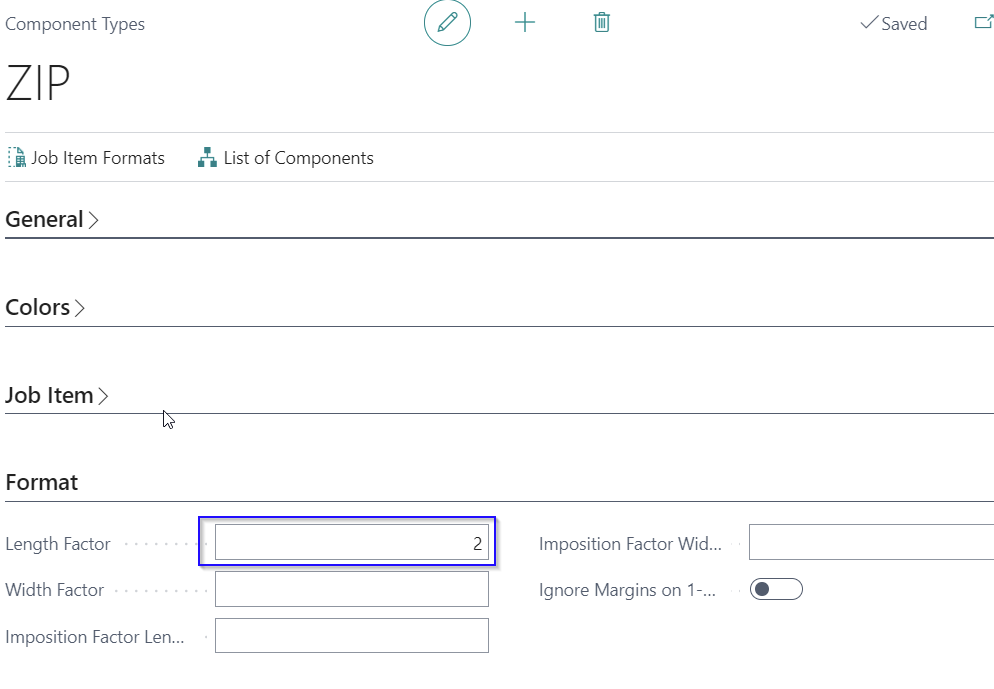 Component Types
Saved
ZIP
Job Item Formats
List of Components
General
Colors
Job Item
Format
Length Factor
2
Imposition Factor Wid...
Width Factor
Ignore Margins on 1-...
Imposition Factor Len...